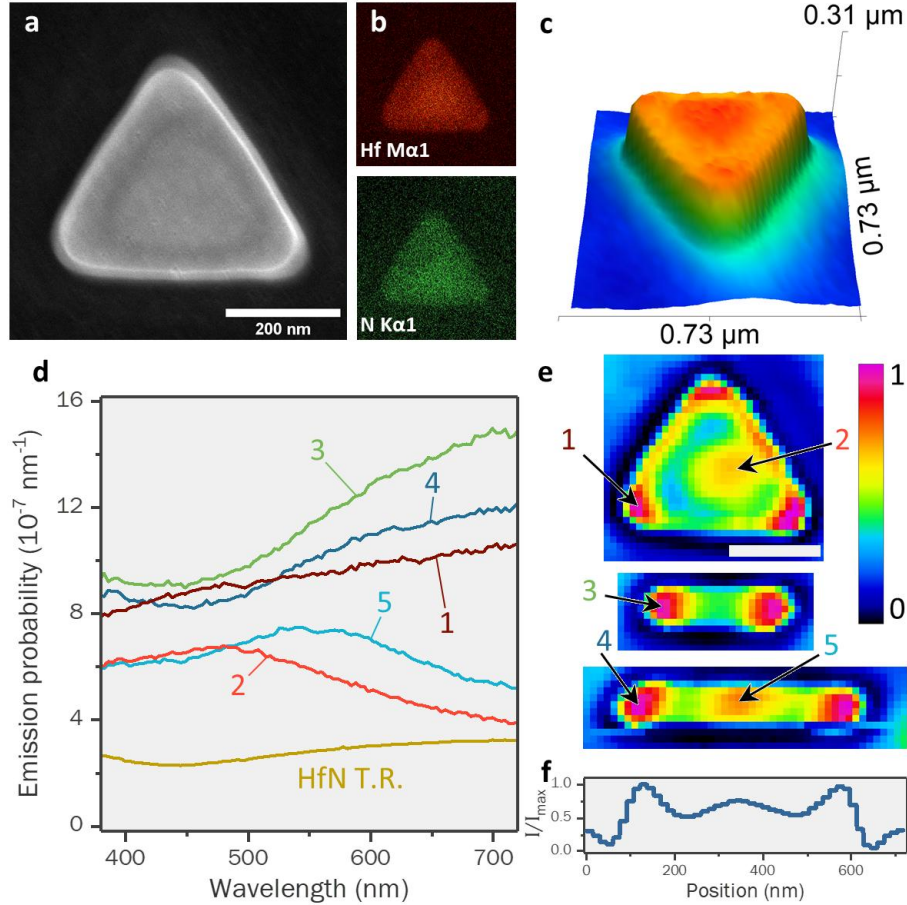 a
200 nm
b
Hf Mα1
N Kα1
c
0.31 µm
0.73 µm
0.73 µm
d
16
12
8
4
0
Emission probability (10⁻⁷ nm⁻¹)
3
4
1
5
2
HfN T.R.
400
500
600
700
Wavelength (nm)
e
1
2
3
4
5
1
0
f
I/Imax
1.0
0.5
0.0
0
200
400
600
Position (nm)